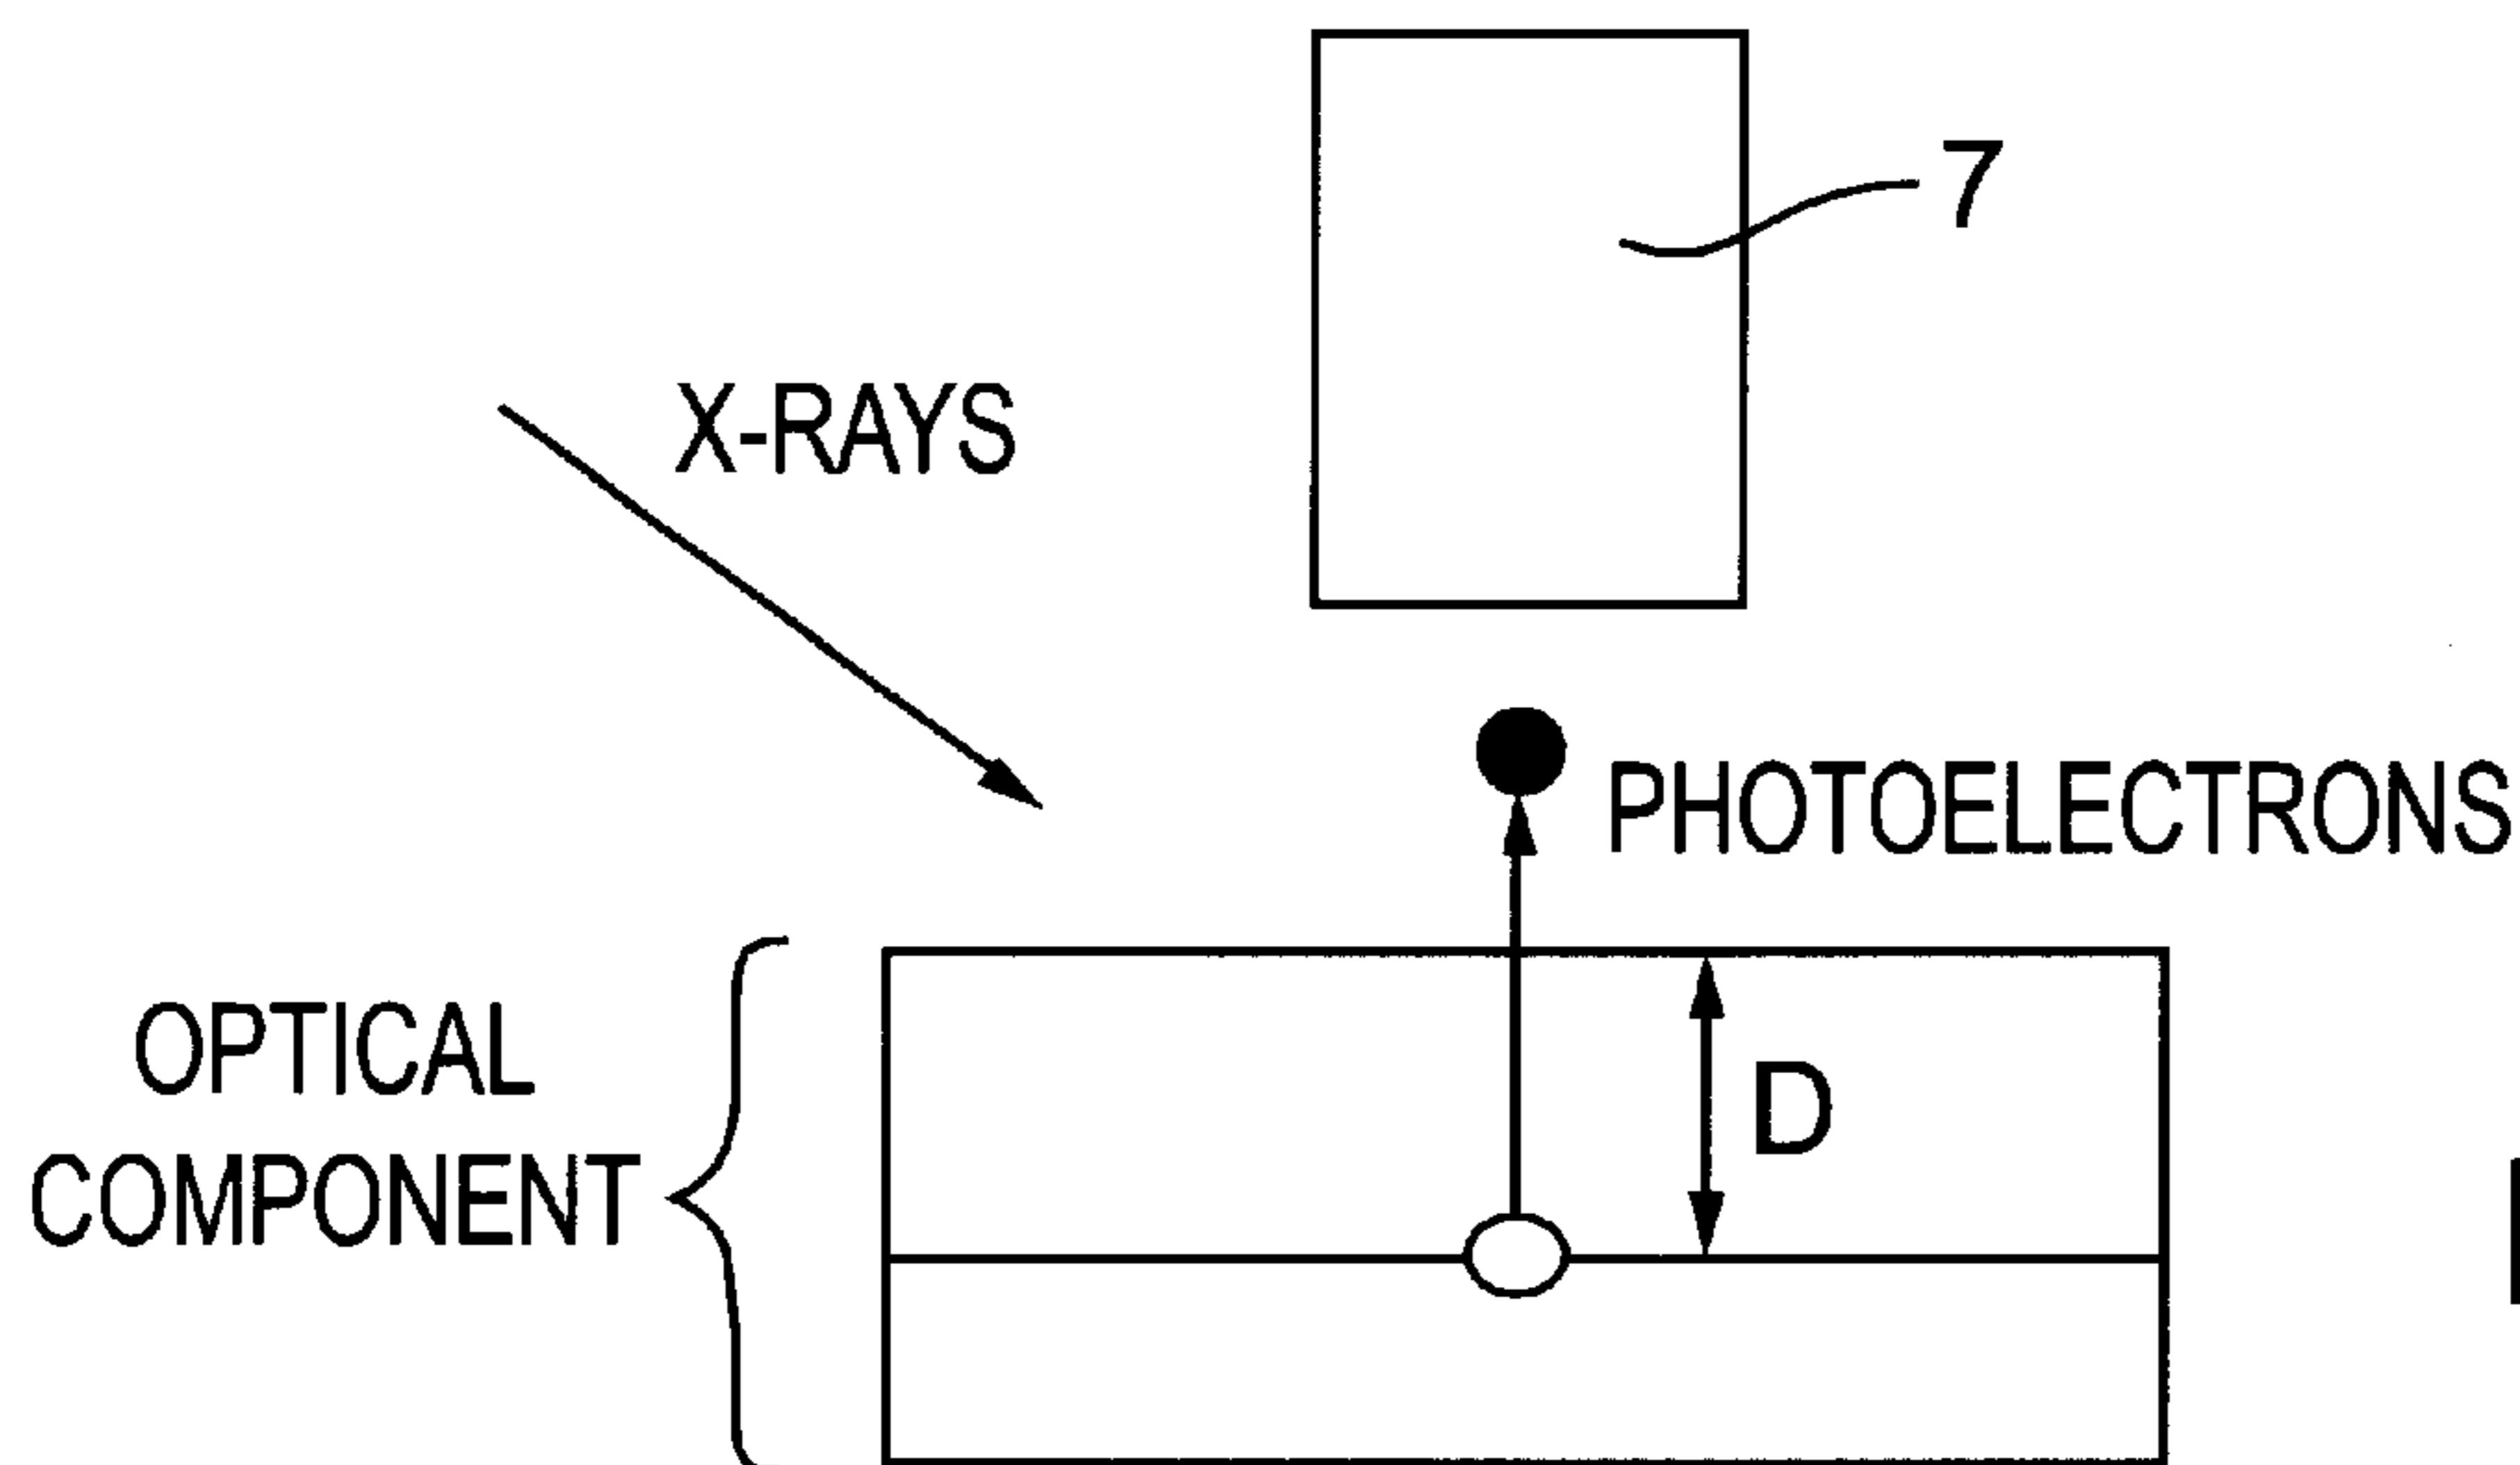 7
X-RAYS
PHOTOELECTRONS
OPTICAL
COMPONENT
D